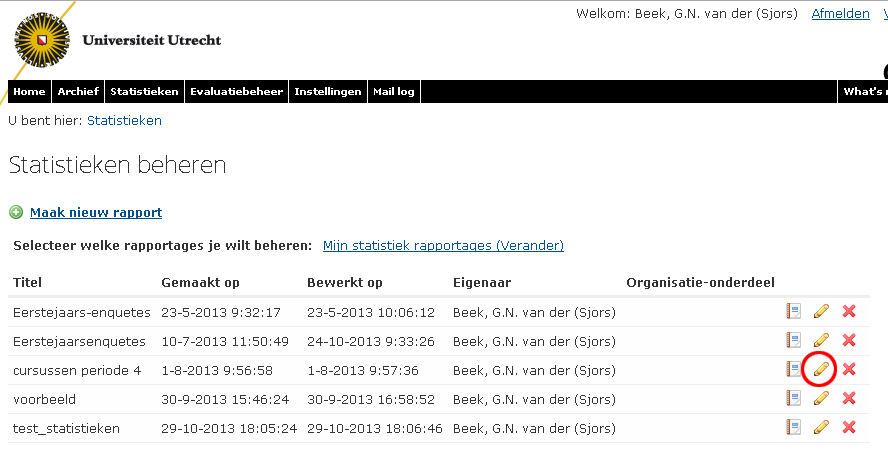 Welkom: Beek, G.N. van der (Sjors) Afmelden
Universiteit Utrecht
Home Archief Statistieken Evaluatiebeheer Instellingen Mail log What's
U bent hier: Statistieken
Statistieken beheren
Maak nieuw rapport
Selecteer welke rapportages je wilt beheren: Mijn statistiek rapportages (Verander)
Titel Gemaakt op Bewerkt op Eigenaar Organisatie-onderdeel
Eerstejaars-enquetes 23-5-2013 9:32:17 23-5-2013 10:06:12 Beek, G.N. van der (Sjors)
Eerstejaarsenquetes 10-7-2013 11:50:49 24-10-2013 9:33:26 Beek, G.N. van der (Sjors)
cursussen periode 4 1-8-2013 9:56:58 1-8-2013 9:57:36 Beek, G.N. van der (Sjors)
voorbeeld 30-9-2013 15:46:24 30-9-2013 16:58:52 Beek, G.N. van der (Sjors)
test_statistieken 29-10-2013 18:05:24 29-10-2013 18:06:46 Beek, G.N. van der (Sjors)